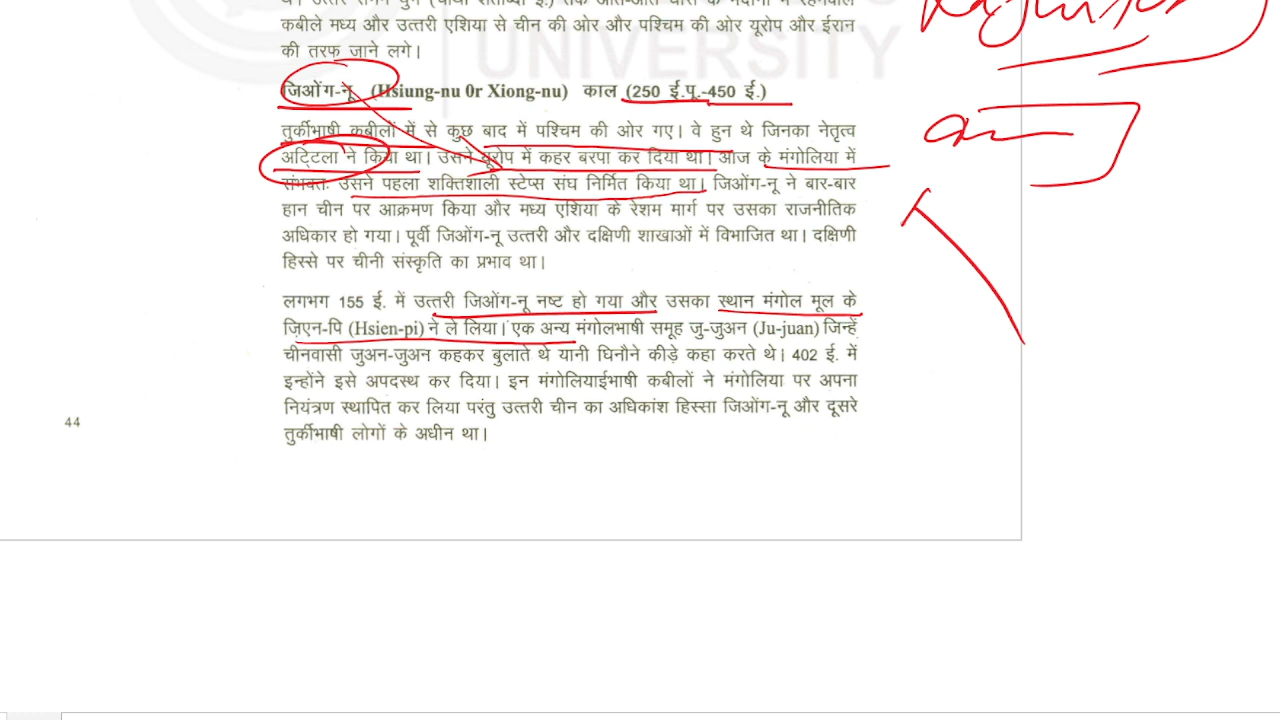 कबीले मध्य और उत्तरी एशिया से चीन की ओर और पश्चिम की ओर यूरोप और ईरान
की तरफ जाने लगे।
UNIVERSITY
जिओंग-नू (Hsiung-nu 0r Xiong-nu) काल (250 ई.पू.-450 ई.)
तुर्कीभाषी कबीलों में से कुछ बाद में पश्चिम की ओर गए। वे हुन थे जिनका नेतृत्व
अटि्टला ने किया था। उसने यूरोप में कहर बरपा कर दिया था। आज के मंगोलिया में
संभवतः उसने पहला शक्तिशाली स्टेप्स संघ निर्मित किया था। जिओंग-नू ने बार-बार
हान चीन पर आक्रमण किया और मध्य एशिया के रेशम मार्ग पर उसका राजनीतिक
अधिकार हो गया। पूर्वी जिओंग-नू उत्तरी और दक्षिणी शाखाओं में विभाजित था। दक्षिणी
हिस्से पर चीनी संस्कृति का प्रभाव था।
लगभग 155 ई. में उत्तरी जिओंग-नू नष्ट हो गया और उसका स्थान मंगोल मूल के
ज़िएन-पि (Hsien-pi) ने ले लिया। एक अन्य मंगोलभाषी समूह जु-जुअन (Ju-juan) जिन्हें
चीनवासी जुअन-जुअन कहकर बुलाते थे यानी घिनौने कीड़े कहा करते थे। 402 ई. में
इन्होंने इसे अपदस्थ कर दिया। इन मंगोलियाईभाषी कबीलों ने मंगोलिया पर अपना
नियंत्रण स्थापित कर लिया परंतु उत्तरी चीन का अधिकांश हिस्सा जिओंग-नू और दूसरे
तुर्कीभाषी लोगों के अधीन था।
44